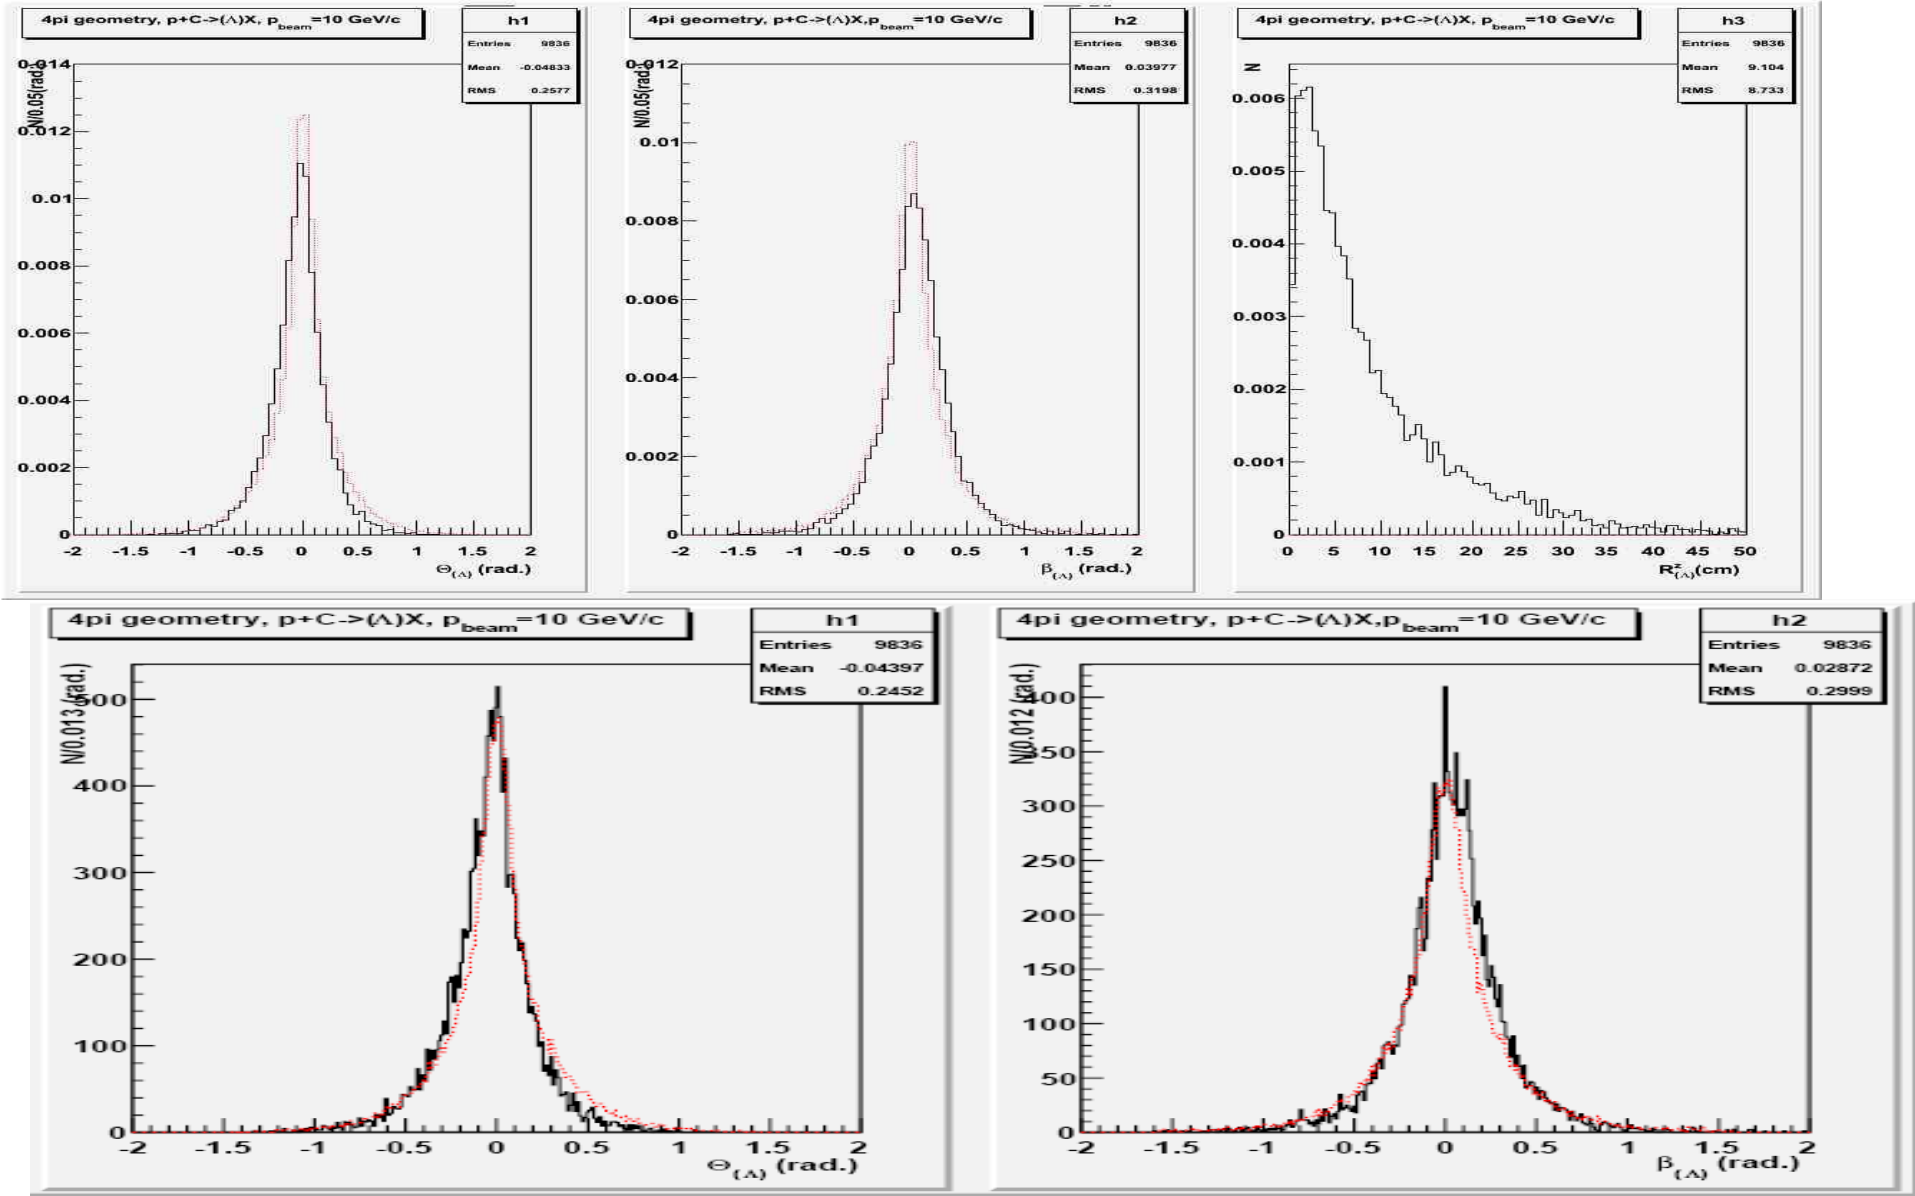 4pi geometry, p+C->(Λ)X, p_beam=10 GeV/c
h1
Entries 9836
Mean -0.04833
RMS 0.2577
N/0.05(rad.)
0.014
0.012
0.01
0.008
0.006
0.004
0.002
0
-2 -1.5 -1 -0.5 0 0.5 1 1.5 2
Θ(Λ) (rad.)
4pi geometry, p+C->(Λ)X,p_beam=10 GeV/c
h2
Entries 9836
Mean 0.03977
RMS 0.3198
N/0.05(rad.)
0.012
0.01
0.008
0.006
0.004
0.002
0
-2 -1.5 -1 -0.5 0 0.5 1 1.5 2
β(Λ) (rad.)
4pi geometry, p+C->(Λ)X, p_beam=10 GeV/c
h3
Entries 9836
Mean 9.104
RMS 8.733
N
0.006
0.005
0.004
0.003
0.002
0.001
0
0 5 10 15 20 25 30 35 40 45 50
R^z_(Λ)(cm)
4pi geometry, p+C->(Λ)X, p_beam=10 GeV/c
h1
Entries 9836
Mean -0.04397
RMS 0.2452
N/0.013 (rad.)
500
400
300
200
100
0
-2 -1.5 -1 -0.5 0 0.5 1 1.5 2
Θ(Λ) (rad.)
4pi geometry, p+C->(Λ)X,p_beam=10 GeV/c
h2
Entries 9836
Mean 0.02872
RMS 0.2999
N/0.012 (rad.)
400
350
300
250
200
150
100
50
0
-2 -1.5 -1 -0.5 0 0.5 1 1.5 2
β(Λ) (rad.)